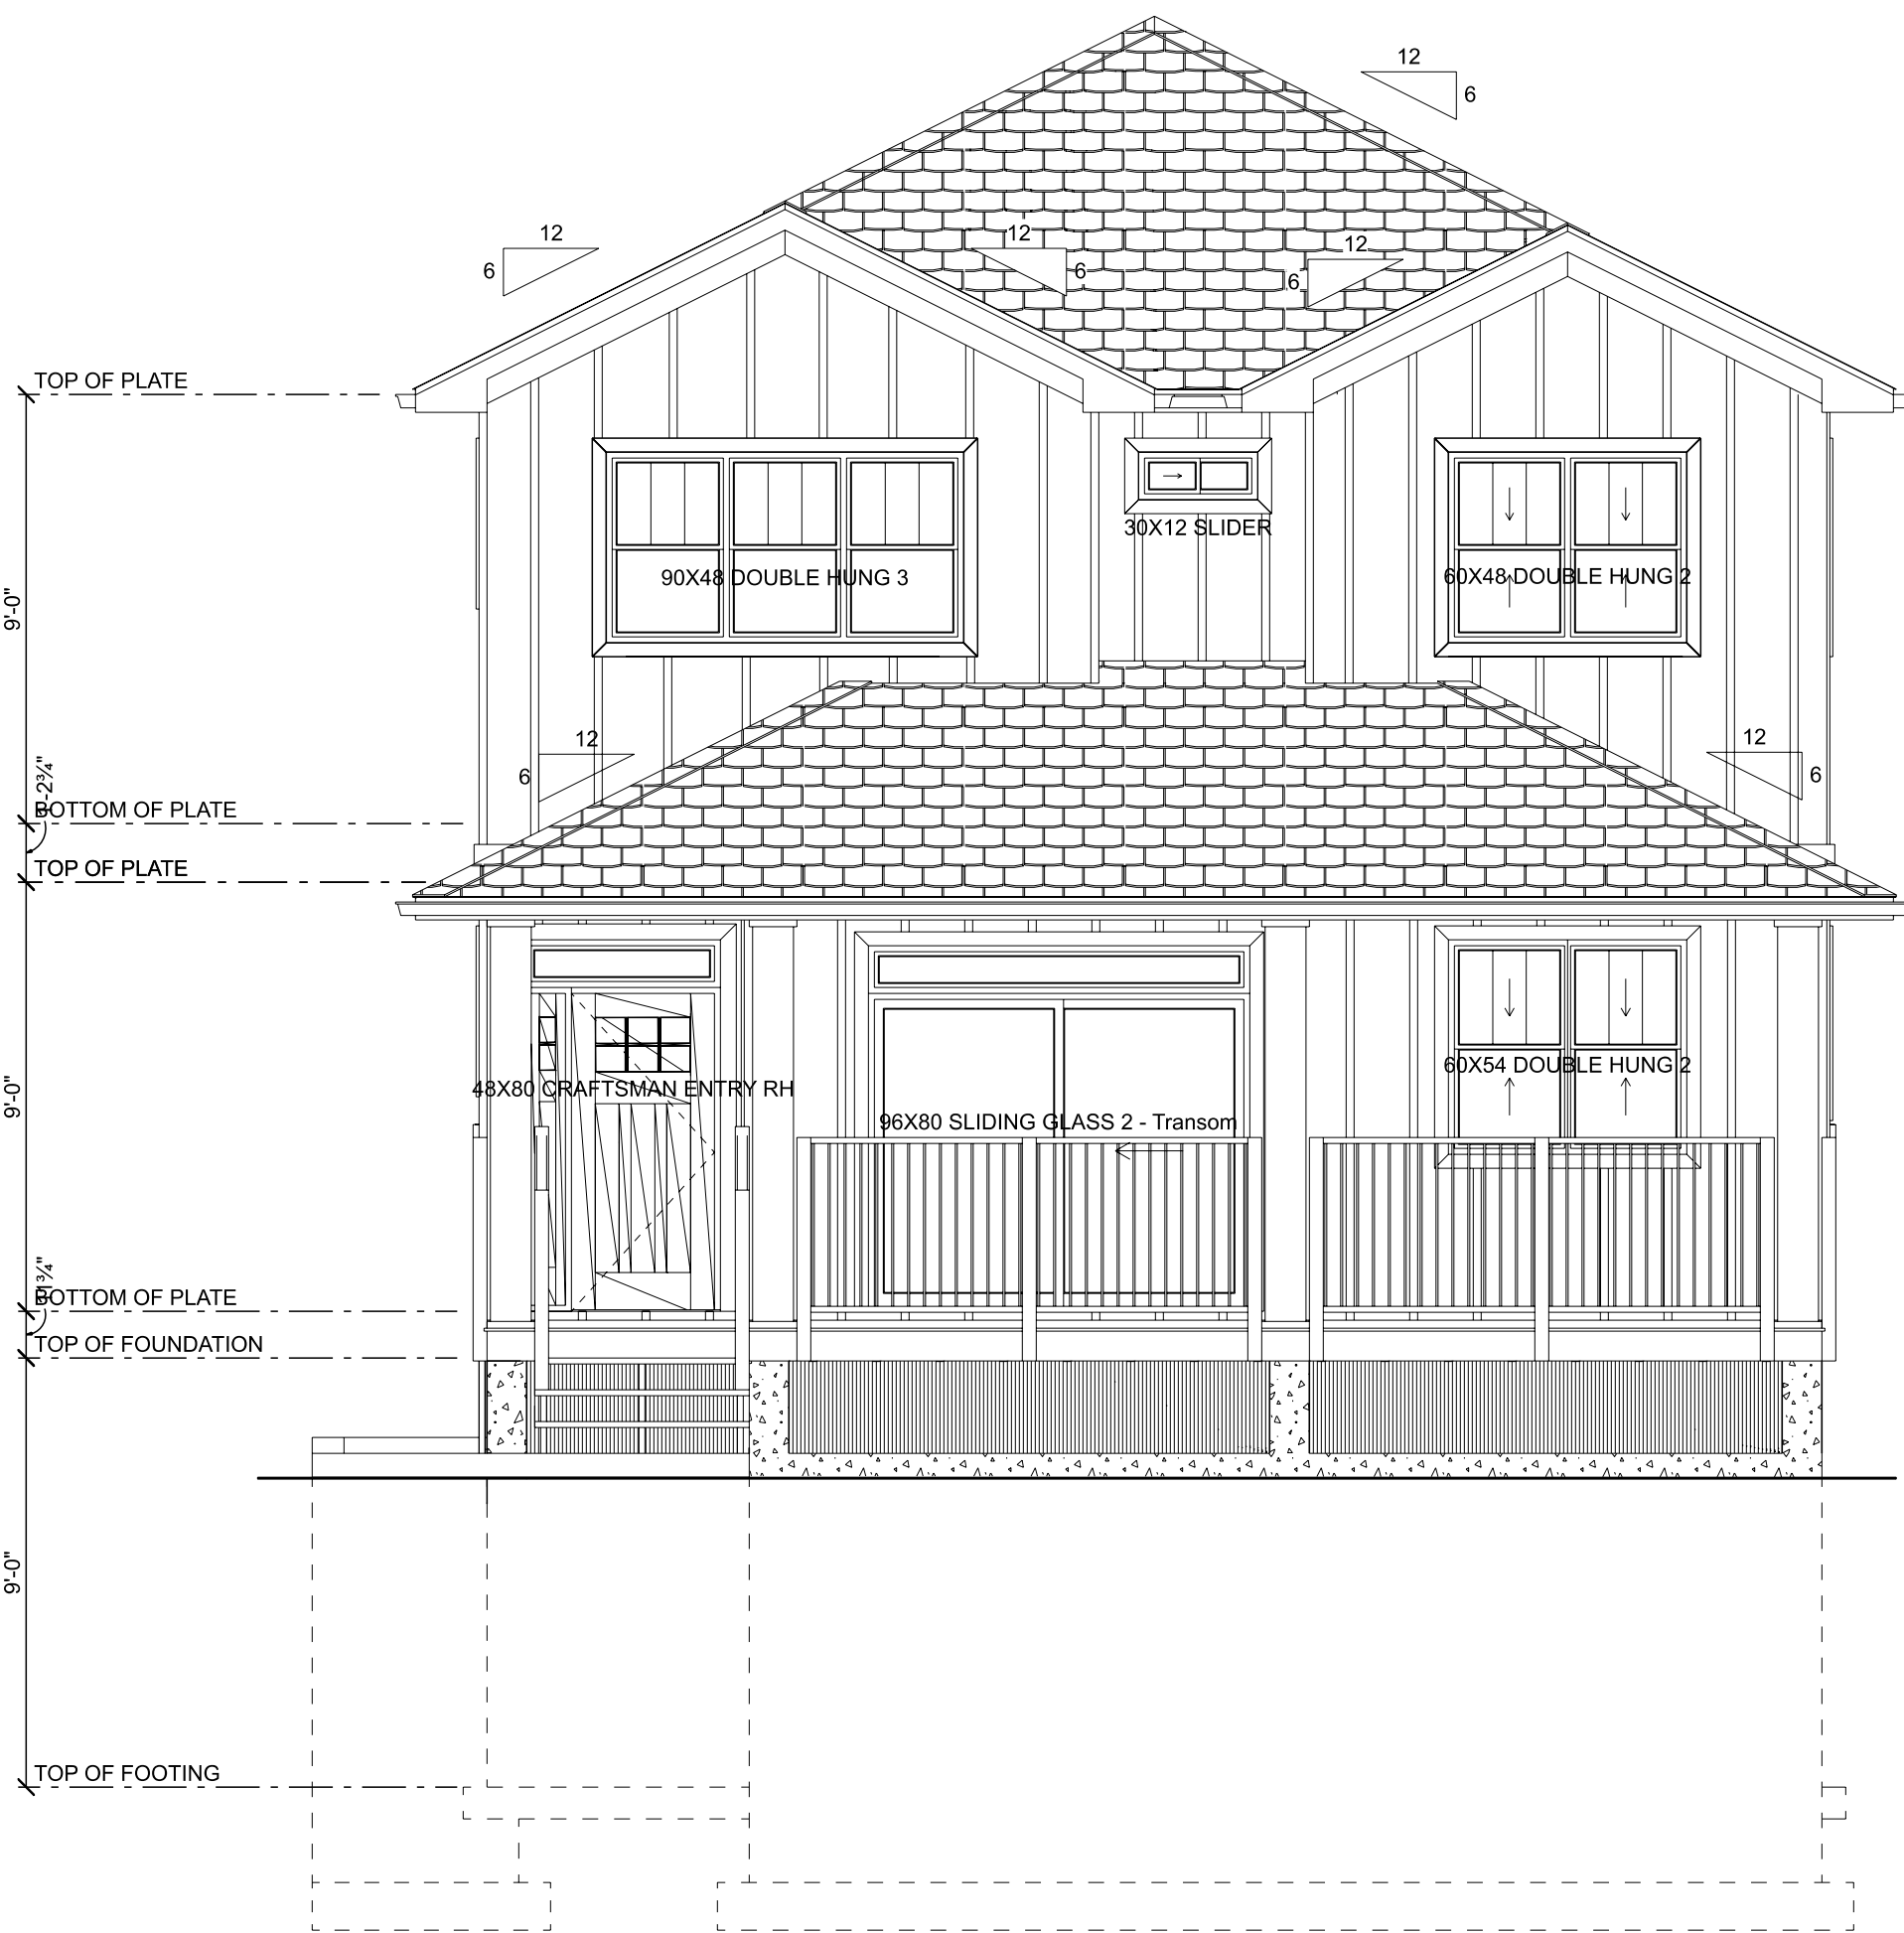 12
6
12
6
12
6
12
6
TOP OF PLATE
30X12 SLIDER
90X48 DOUBLE HUNG 3
60X48 DOUBLE HUNG 2
9'-0"
12
6
12
6
BOTTOM OF PLATE
TOP OF PLATE
60X54 DOUBLE HUNG 2
48X80 CRAFTSMAN ENTRY RH
9'-0"
96X80 SLIDING GLASS 2 - Transom
BOTTOM OF PLATE
TOP OF FOUNDATION
9'-0"
TOP OF FOOTING